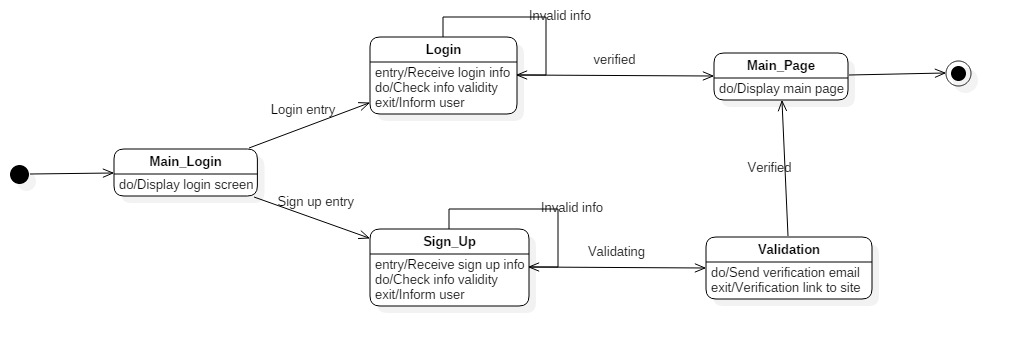 Invalid info
Login
entry/Receive login info
do/Check info validity
exit/Inform user
verified
Main_Page
do/Display main page
Login entry
Main_Login
do/Display login screen
Verified
Sign up entry
Invalid info
Sign_Up
entry/Receive sign up info
do/Check info validity
exit/Inform user
Validating
Validation
do/Send verification email
exit/Verification link to site